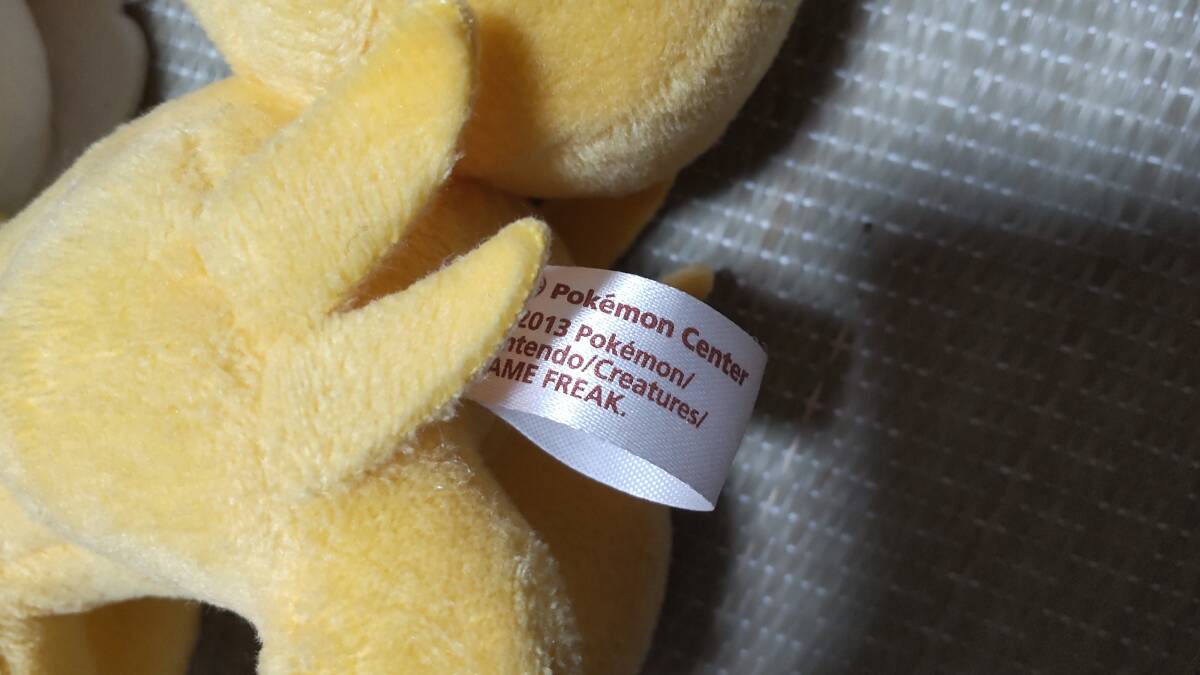 Pokémon Center
2013 Pokémon/
ntendo/Creatures/
AME FREAK.